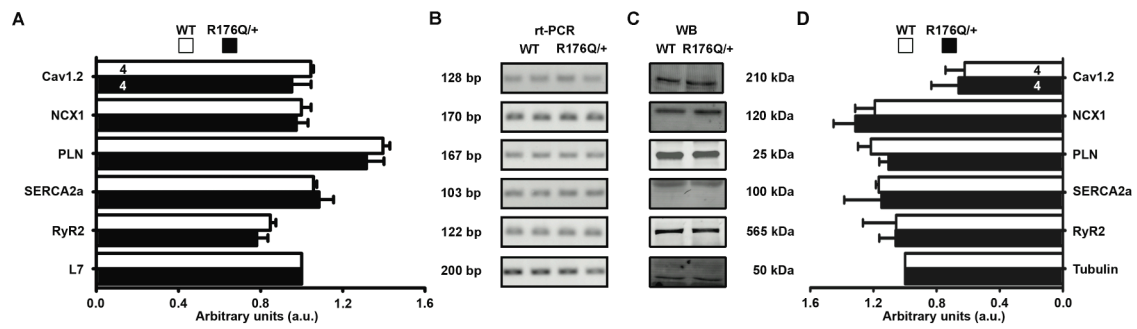 A
WT R176Q/+
Cav1.2
4
4
NCX1
PLN
SERCA2a
RyR2
L7
0.0 0.4 0.8 1.2 1.6
Arbitrary units (a.u.)
B
rt-PCR
WT R176Q/+
128 bp
170 bp
167 bp
103 bp
122 bp
200 bp
C
WB
WT R176Q/+
210 kDa
120 kDa
25 kDa
100 kDa
565 kDa
50 kDa
D
WT R176Q/+
4
4
Cav1.2
NCX1
PLN
SERCA2a
RyR2
Tubulin
1.6 1.2 0.8 0.4 0.0
Arbitrary units (a.u.)